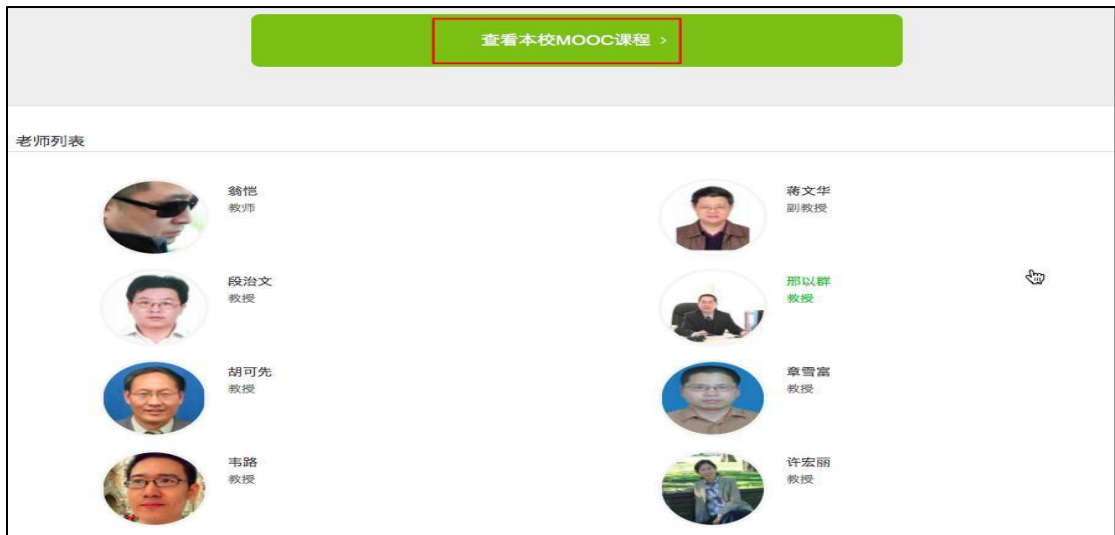 查看本校MOOC课程 >
老师列表
翁恺
教师
蒋文华
副教授
段治文
教授
邢以群
教授
胡可先
教授
章雪富
教授
韦路
教授
许宏丽
教授